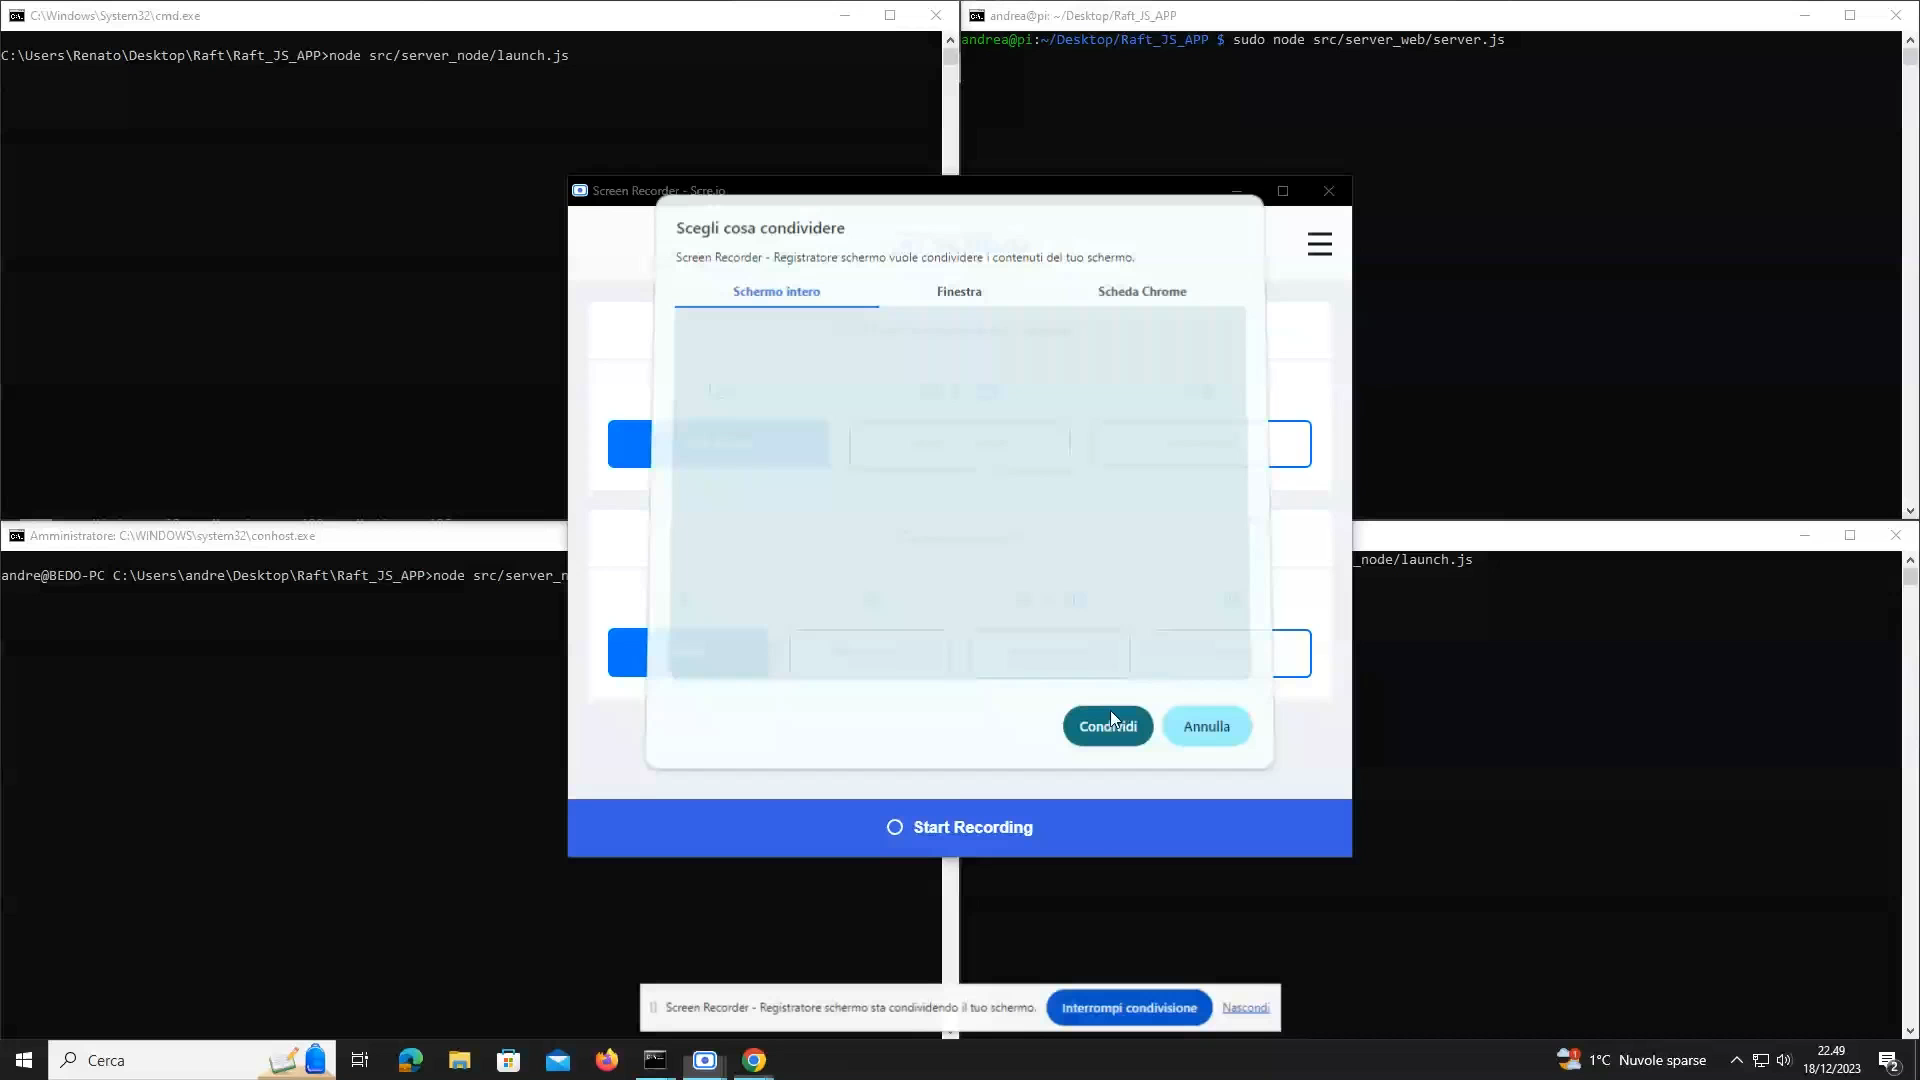 C:\Windows\System32\cmd.exe
C:\Users\Renato\Desktop\Raft\Raft_JS_APP>node src/server_node/launch.js
andrea@pi: ~/Desktop/Raft_JS_APP
andrea@pi:~/Desktop/Raft_JS_APP $ sudo node src/server_web/server.js
Screen Recorder - Scre.io
Scegli cosa condividere
Screen Recorder - Registratore schermo vuole condividere i contenuti del tuo schermo.
Schermo intero
Finestra
Scheda Chrome
Condividi
Annulla
Start Recording
Amministratore: C:\WINDOWS\system32\conhost.exe
andre@BEDO-PC C:\Users\andre\Desktop\Raft\Raft_JS_APP>node src/server_n
_node/launch.js
Screen Recorder - Registratore schermo sta condividendo il tuo schermo.
Interrompi condivisione
Nascondi
Cerca
1
1°C Nuvole sparse
22.49
18/12/2023
2